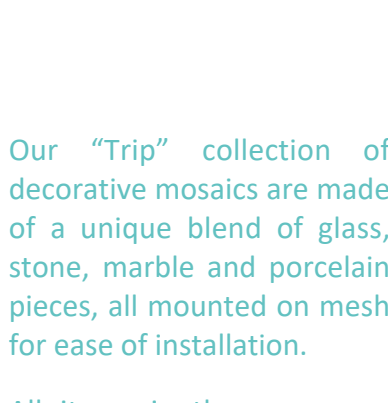 Our “Trip” collection of
decorative mosaics are made
of a unique blend of glass,
stone, marble and porcelain
pieces, all mounted on mesh
for ease of installation.